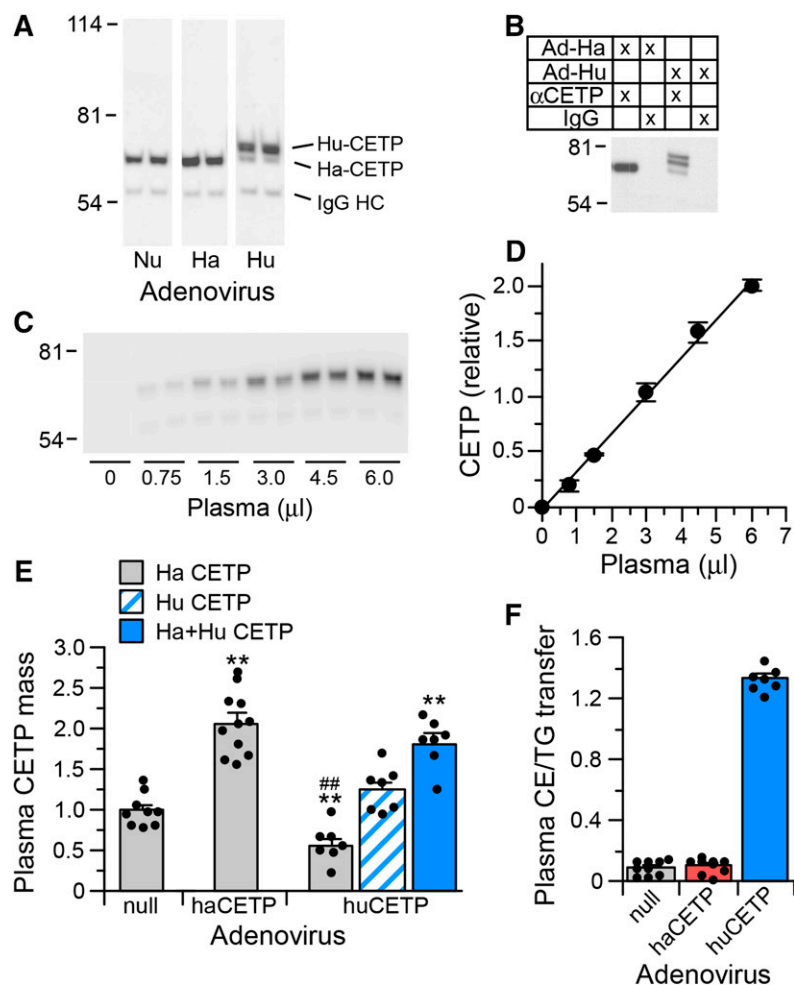 A
114
81
54
Hu-CETP
Ha-CETP
IgG HC
Nu Ha Hu
Adenovirus
B
Ad-Ha x x
Ad-Hu x x
αCETP x x
IgG x x
81
54
C
81
54
0 0.75 1.5 3.0 4.5 6.0
Plasma (μl)
D
CETP (relative)
2.0
1.5
1.0
0.5
0
0 1 2 3 4 5 6 7
Plasma (μl)
E
Ha CETP
Hu CETP
Ha+Hu CETP
Plasma CETP mass
3.0
2.5
2.0
1.5
1.0
0.5
0
**
##
**
**
null haCETP huCETP
Adenovirus
F
Plasma CE/TG transfer
1.6
1.2
0.8
0.4
0
null
haCETP
huCETP
Adenovirus